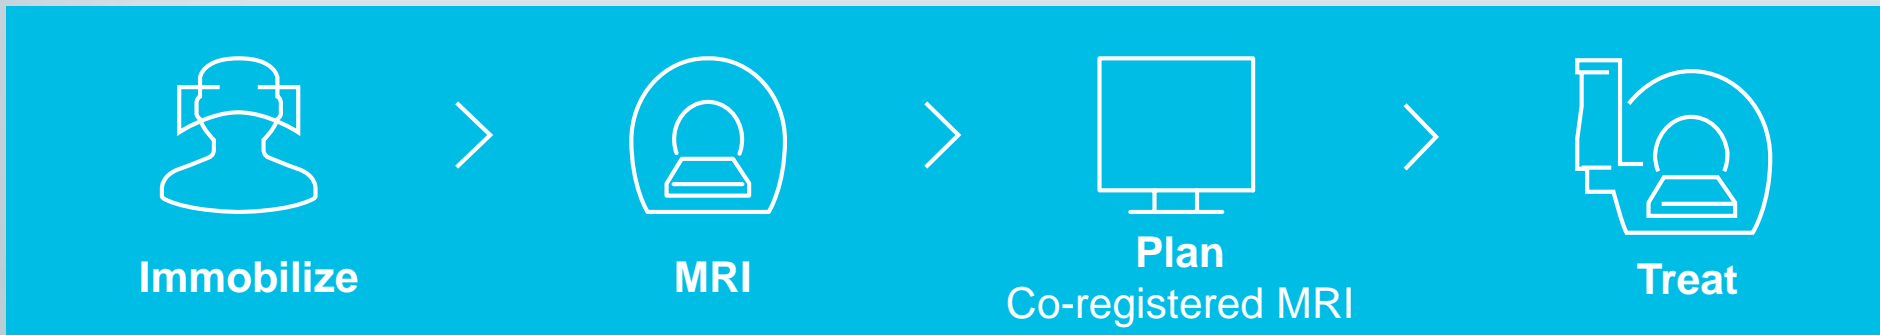 Immobilize
MRI
Plan
Co-registered MRI
Treat